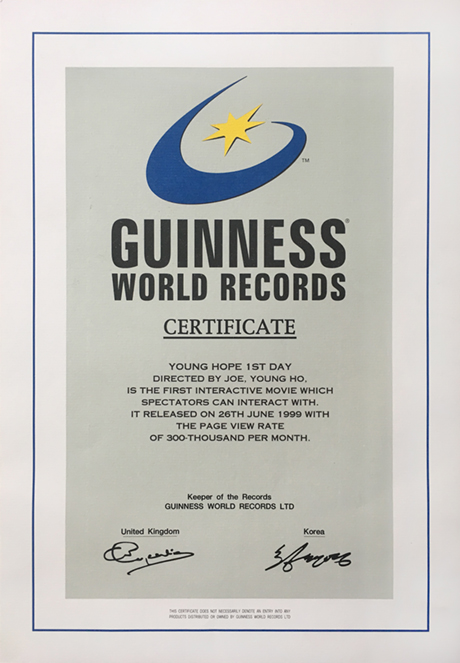 TM
GUINNESS®
WORLD RECORDS
CERTIFICATE
YOUNG HOPE 1ST DAY
DIRECTED BY JOE, YOUNG HO,
IS THE FIRST INTERACTIVE MOVIE WHICH
SPECTATORS CAN INTERACT WITH.
IT RELEASED ON 26TH JUNE 1999 WITH
THE PAGE VIEW RATE
OF 300-THOUSAND PER MONTH.
Keeper of the Records
GUINNESS WORLD RECORDS LTD
United Kingdom Korea
THIS CERTIFICATE DOES NOT NECESSARILY DENOTE AN ENTRY INTO ANY
PRODUCTS DISTRIBUTED OR OWNED BY GUINNESS WORLD RECORDS LTD